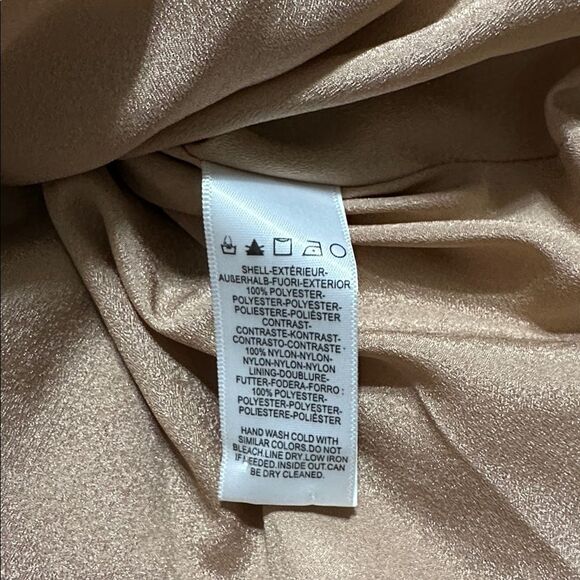 SHELL-EXTÉRIEUR-
AUßERHALB-FUORI-EXTERIOR
100% POLYESTER-
POLYESTER-POLYESTER-
POLIESTERE-POLIÉSTER
CONTRAST-
CONTRASTE-KONTRAST-
CONTRASTO-CONTRASTE
100% NYLON-NYLON-
NYLON-NYLON-NYLON
LINING-DOUBLURE-
FUTTER-FODERA-FORRO
100% POLYESTER-
POLYESTER-POLYESTER-
POLIESTERE-POLIÉSTER
HAND WASH COLD WITH
SIMILAR COLORS.DO NOT
BLEACH.LINE DRY.LOW IRON
IF NEEDED.INSIDE OUT.CAN
BE DRY CLEANED.